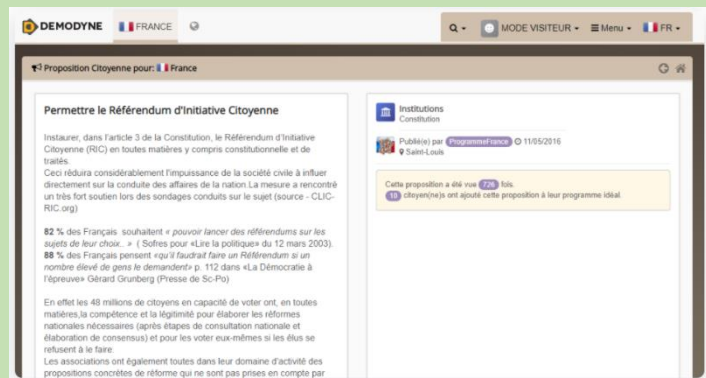 DEMODYNE FRANCE MODE VISITEUR Menu FR
Proposition Citoyenne pour: France
Permettre le Référendum d'Initiative Citoyenne
Instaurer, dans l'article 3 de la Constitution, le Référendum d'Initiative
Citoyenne (RIC) en toutes matières y compris constitutionnelle et de
traités.
Ceci réduira considérablement l'impuissance de la société civile à influer
directement sur la conduite des affaires de la nation.La mesure a rencontré
un très fort soutien lors des sondages conduits sur le sujet (source - CLIC-
RIC.org)
82 % des Français souhaitent « pouvoir lancer des référendums sur les
sujets de leur choix.. » ( Sofres pour «Lire la politique» du 12 mars 2003).
88 % des Français pensent «qu'il faudrait faire un Référendum si un
nombre élevé de gens le demandent» p. 112 dans «La Démocratie à
l'épreuve» Gérard Grunberg (Presse de Sc-Po)
En effet les 48 millions de citoyens en capacité de voter ont, en toutes
matières,la compétence et la légitimité pour élaborer les réformes
nationales nécessaires (après étapes de consultation nationale et
élaboration de consensus) et pour les voter eux-mêmes si les élus se
refusent à le faire.
Les associations ont également toutes dans leur domaine d'activité des
propositions concrètes de réforme qui ne sont pas prises en compte par
Institutions
Constitution
Publié(e) par ProgrammeFrance 11/05/2016
Saint-Louis
Cette proposition a été vue 726 fois.
18 citoyen(ne)s ont ajouté cette proposition à leur programme idéal.